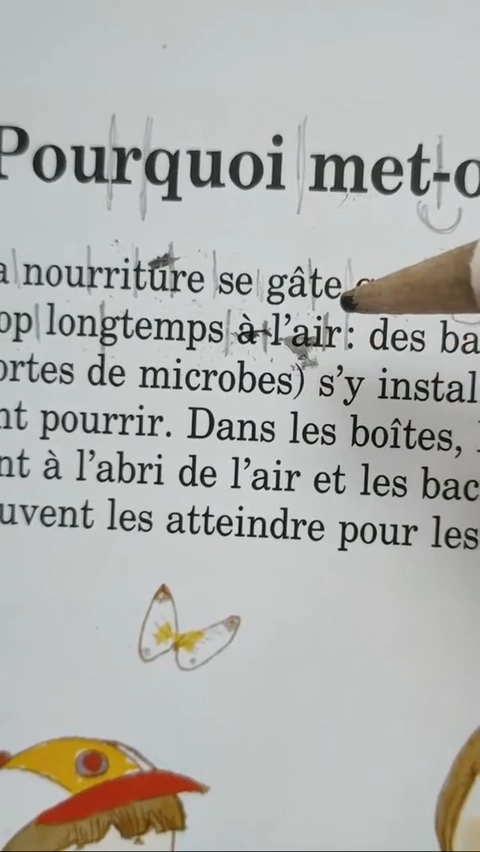 Pourquoi met-o
a nourriture se gâte
op longtemps à l'air : des ba
ortes de microbes) s'y instal
nt pourrir. Dans les boîtes,
nt à l'abri de l'air et les bac
uvent les atteindre pour les